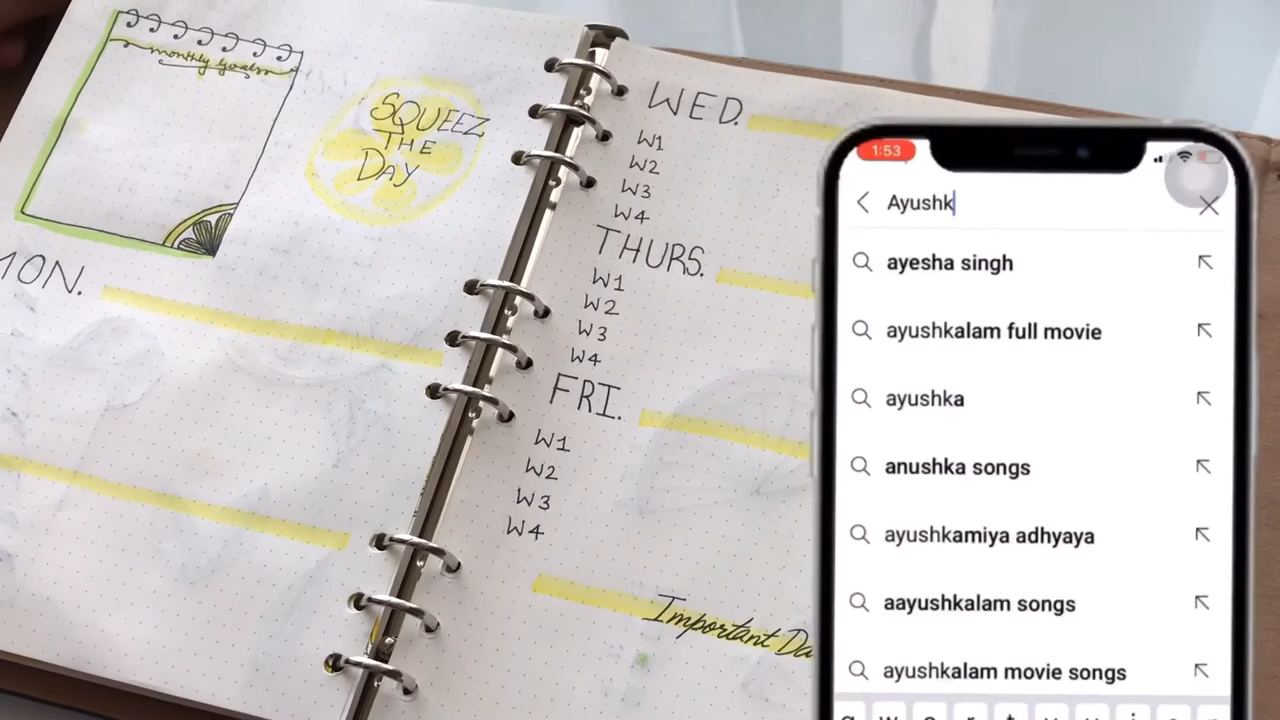 monthly goals
SQUEEZ
THE
DAY
MON.
WED.
W1
W2
W3
W4
THURS.
W1
W2
W3
W4
FRI.
W1
W2
W3
W4
Important Da
1:53
Ayushk
ayesha singh
ayushkalam full movie
ayushka
anushka songs
ayushkamiya adhyaya
aayushkalam songs
ayushkalam movie songs